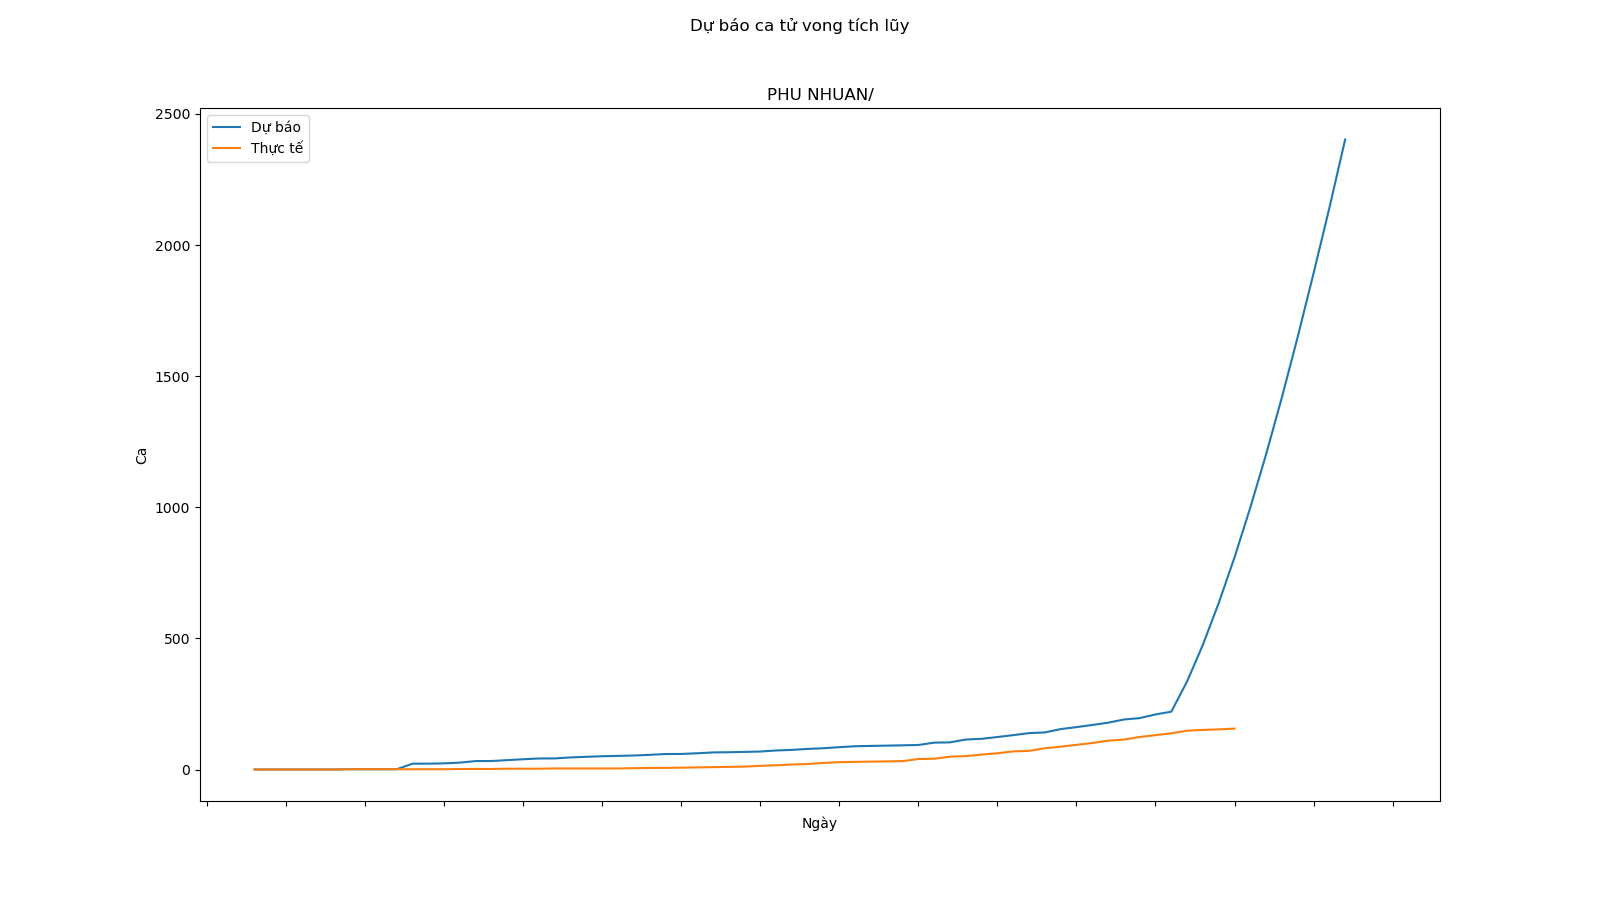 Dự báo ca tử vong tích lũy
PHU NHUAN/
2500
Dự báo
Thực tế
2000
1500
Ca
1000
500
0
Ngày